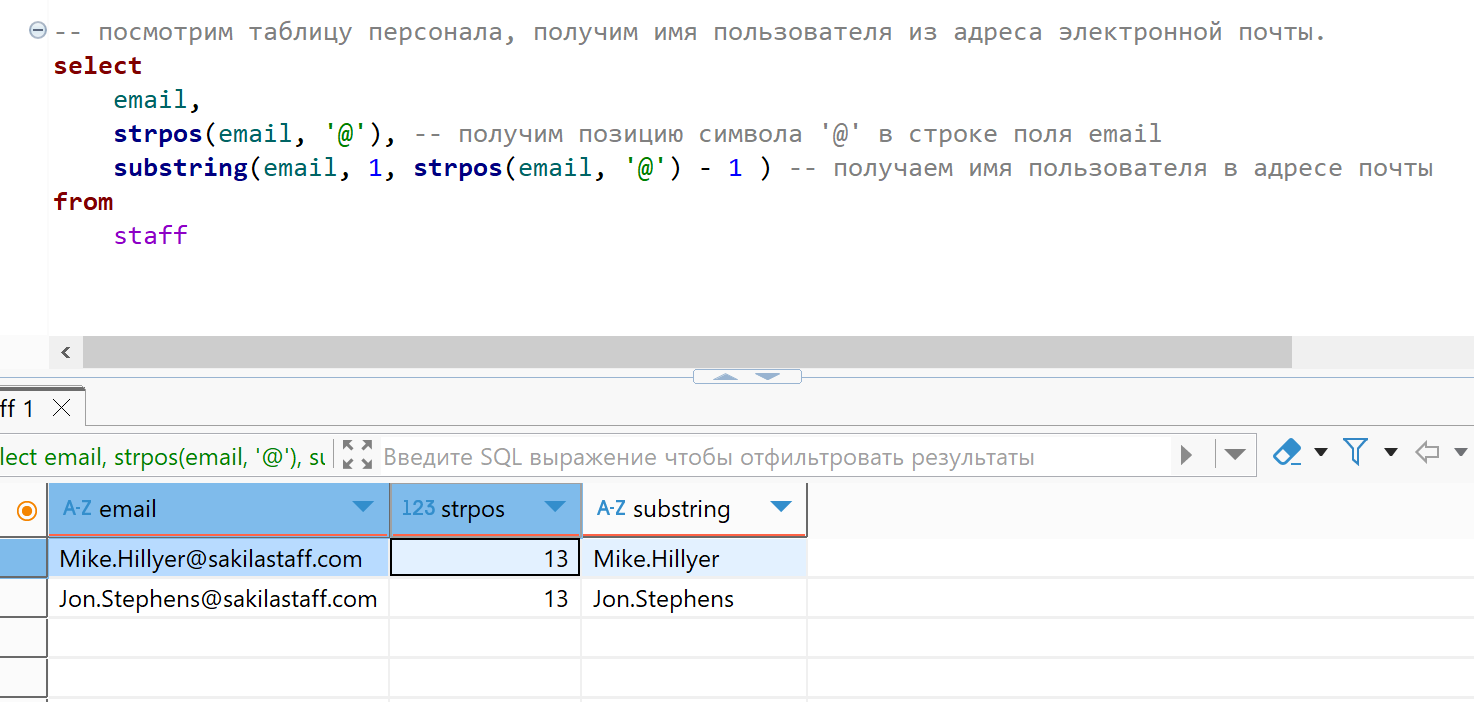 -- посмотрим таблицу персонала, получим имя пользователя из адреса электронной почты.
select
email,
strpos(email, '@'), -- получим позицию символа '@' в строке поля email
substring(email, 1, strpos(email, '@') - 1 ) -- получаем имя пользователя в адресе почты
from
staff
ff 1
lect email, strpos(email, '@'), su Введите SQL выражение чтобы отфильтровать результаты
A-Z email 123 strpos A-Z substring
Mike.Hillyer@sakilastaff.com 13 Mike.Hillyer
Jon.Stephens@sakilastaff.com 13 Jon.Stephens